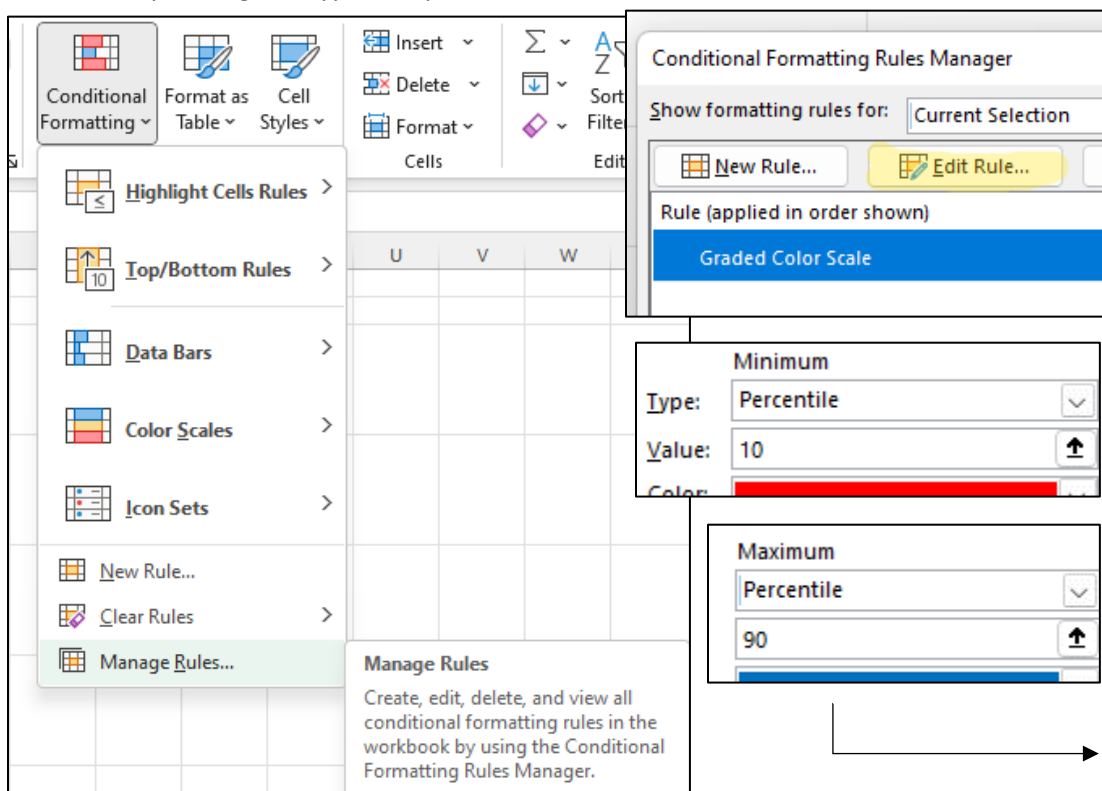 Conditional
Formatting
Format as
Table
Cell
Styles
Insert
Delete
Format
Cells
Sort
Edit
Highlight Cells Rules
Top/Bottom Rules
10
Data Bars
Color Scales
Icon Sets
New Rule...
Clear Rules
Manage Rules...
Manage Rules
Create, edit, delete, and view all
conditional formatting rules in the
workbook by using the Conditional
Formatting Rules Manager.
U V W
Conditional Formatting Rules Manager
Show formatting rules for: Current Selection
New Rule... Edit Rule...
Rule (applied in order shown)
Graded Color Scale
Minimum
Type: Percentile
Value: 10
Color:
Maximum
Percentile
90